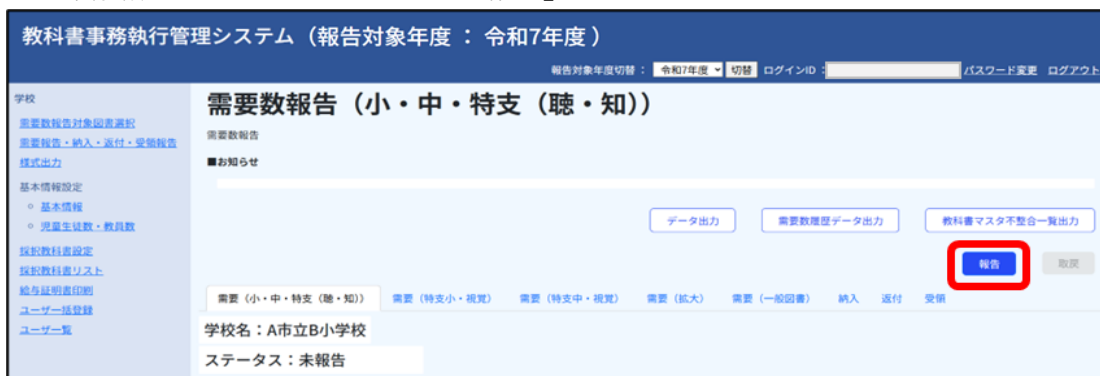 教科書事務執行管理システム（報告対象年度 ： 令和7年度 ）
報告対象年度切替 ： 令和7年度 切替 ログインID : パスワード変更 ログアウト
学校
需要数報告対象図書選択
需要報告・納入・返付・受領報告
様式出力
基本情報設定
基本情報
児童生徒数・教員数
採択教科書設定
採択教科書リスト
給与証明書印刷
ユーザー一括登録
ユーザ一覧
需要数報告（小・中・特支（聴・知））
需要数報告
■お知らせ
データ出力 需要数履歴データ出力 教科書マスタ不整合一覧出力
報告 取戻
需要（小・中・特支（聴・知）） 需要（特支小・視覚） 需要（特支中・視覚） 需要（拡大） 需要（一般図書） 納入 返付 受領
学校名：A市立B小学校
ステータス：未報告